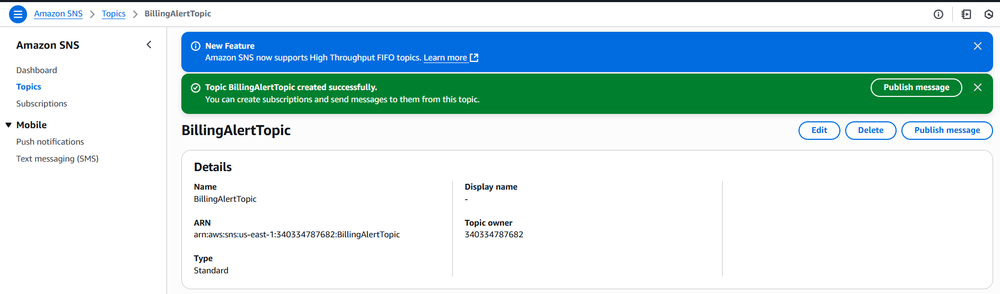 Amazon SNS > Topics > BillingAlertTopic
Amazon SNS
Dashboard
Topics
Subscriptions
Mobile
Push notifications
Text messaging (SMS)
New Feature
Amazon SNS now supports High Throughput FIFO topics. Learn more
Topic BillingAlertTopic created successfully.
You can create subscriptions and send messages to them from this topic.
Publish message
BillingAlertTopic
Edit
Delete
Publish message
Details
Name
BillingAlertTopic
ARN
arn:aws:sns:us-east-1:340334787682:BillingAlertTopic
Type
Standard
Display name
-
Topic owner
340334787682